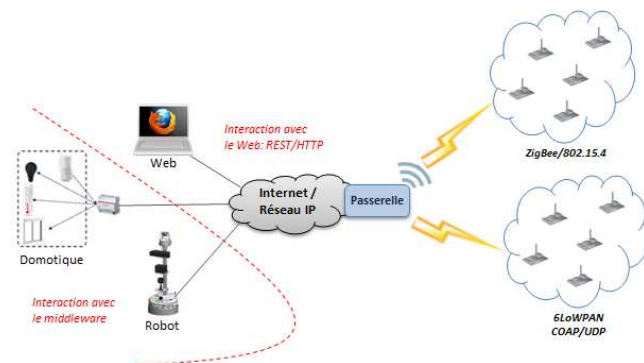 Interaction avec
le Web: REST/HTTP
Web
Internet /
Réseau IP
Passerelle
ZigBee/802.15.4
Domotique
Interaction avec
le middleware
Robot
6LoWPAN
COAP/UDP